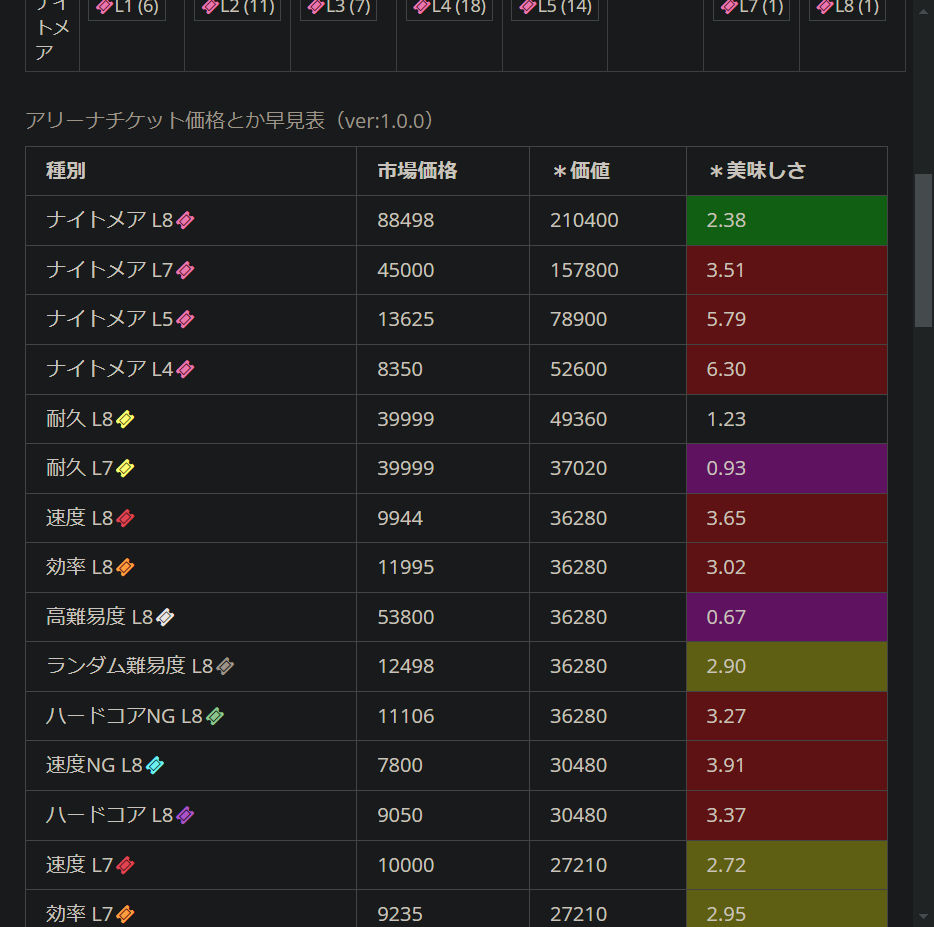 ナイトメア
L1 (6) L2 (11) L3 (7) L4 (18) L5 (14) L7 (1) L8 (1)
アリーナチケット価格とか早見表（ver:1.0.0）
種別 市場価格 ＊価値 ＊美味しさ
ナイトメア L8 88498 210400 2.38
ナイトメア L7 45000 157800 3.51
ナイトメア L5 13625 78900 5.79
ナイトメア L4 8350 52600 6.30
耐久 L8 39999 49360 1.23
耐久 L7 39999 37020 0.93
速度 L8 9944 36280 3.65
効率 L8 11995 36280 3.02
高難易度 L8 53800 36280 0.67
ランダム難易度 L8 12498 36280 2.90
ハードコアNG L8 11106 36280 3.27
速度NG L8 7800 30480 3.91
ハードコア L8 9050 30480 3.37
速度 L7 10000 27210 2.72
効率 L7 9235 27210 2.95